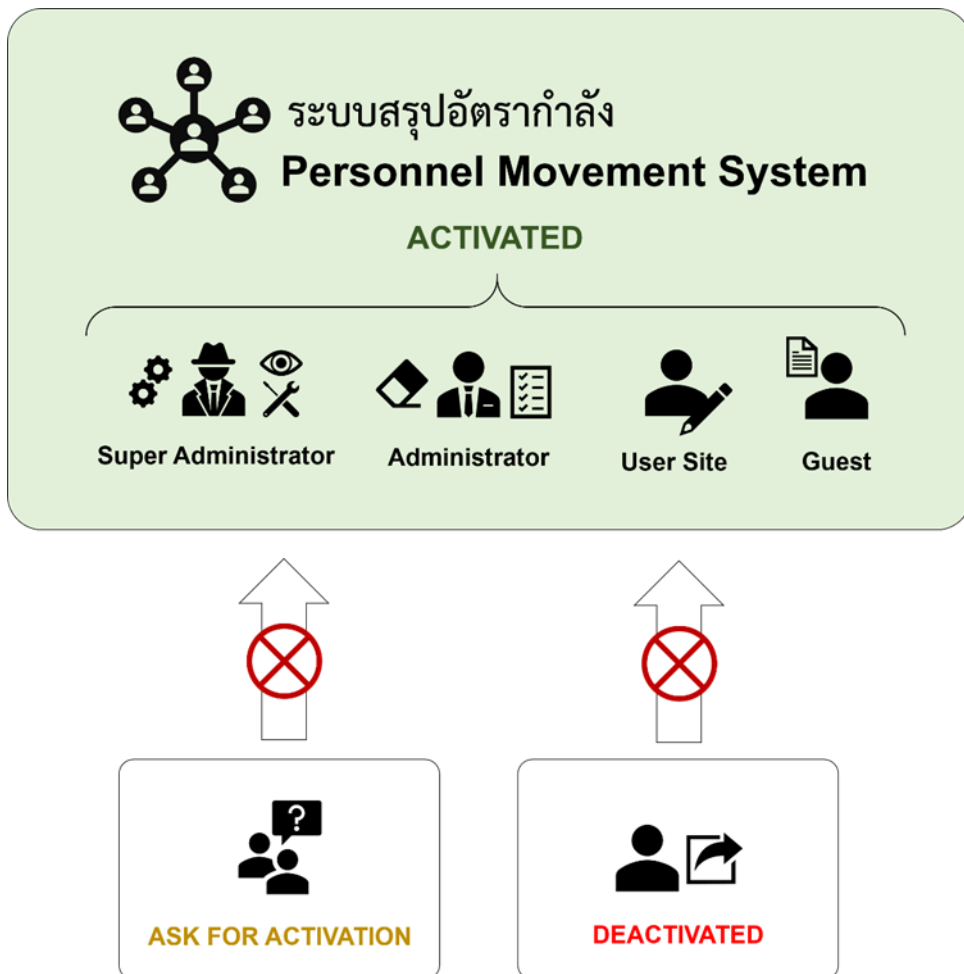 ระบบสรุปอัตรากำลัง
Personnel Movement System
ACTIVATED
Super Administrator
Administrator
User Site
Guest
?
ASK FOR ACTIVATION
DEACTIVATED